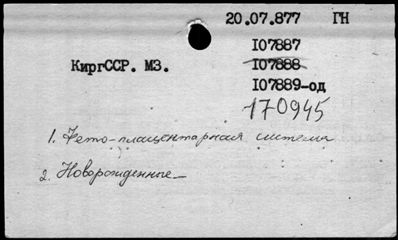 20.07.877 ГН
I07887
КиргССР. МЗ.
I07888
I07889-од
170945
1. Фето-плацентарная система
2. Новорожденные